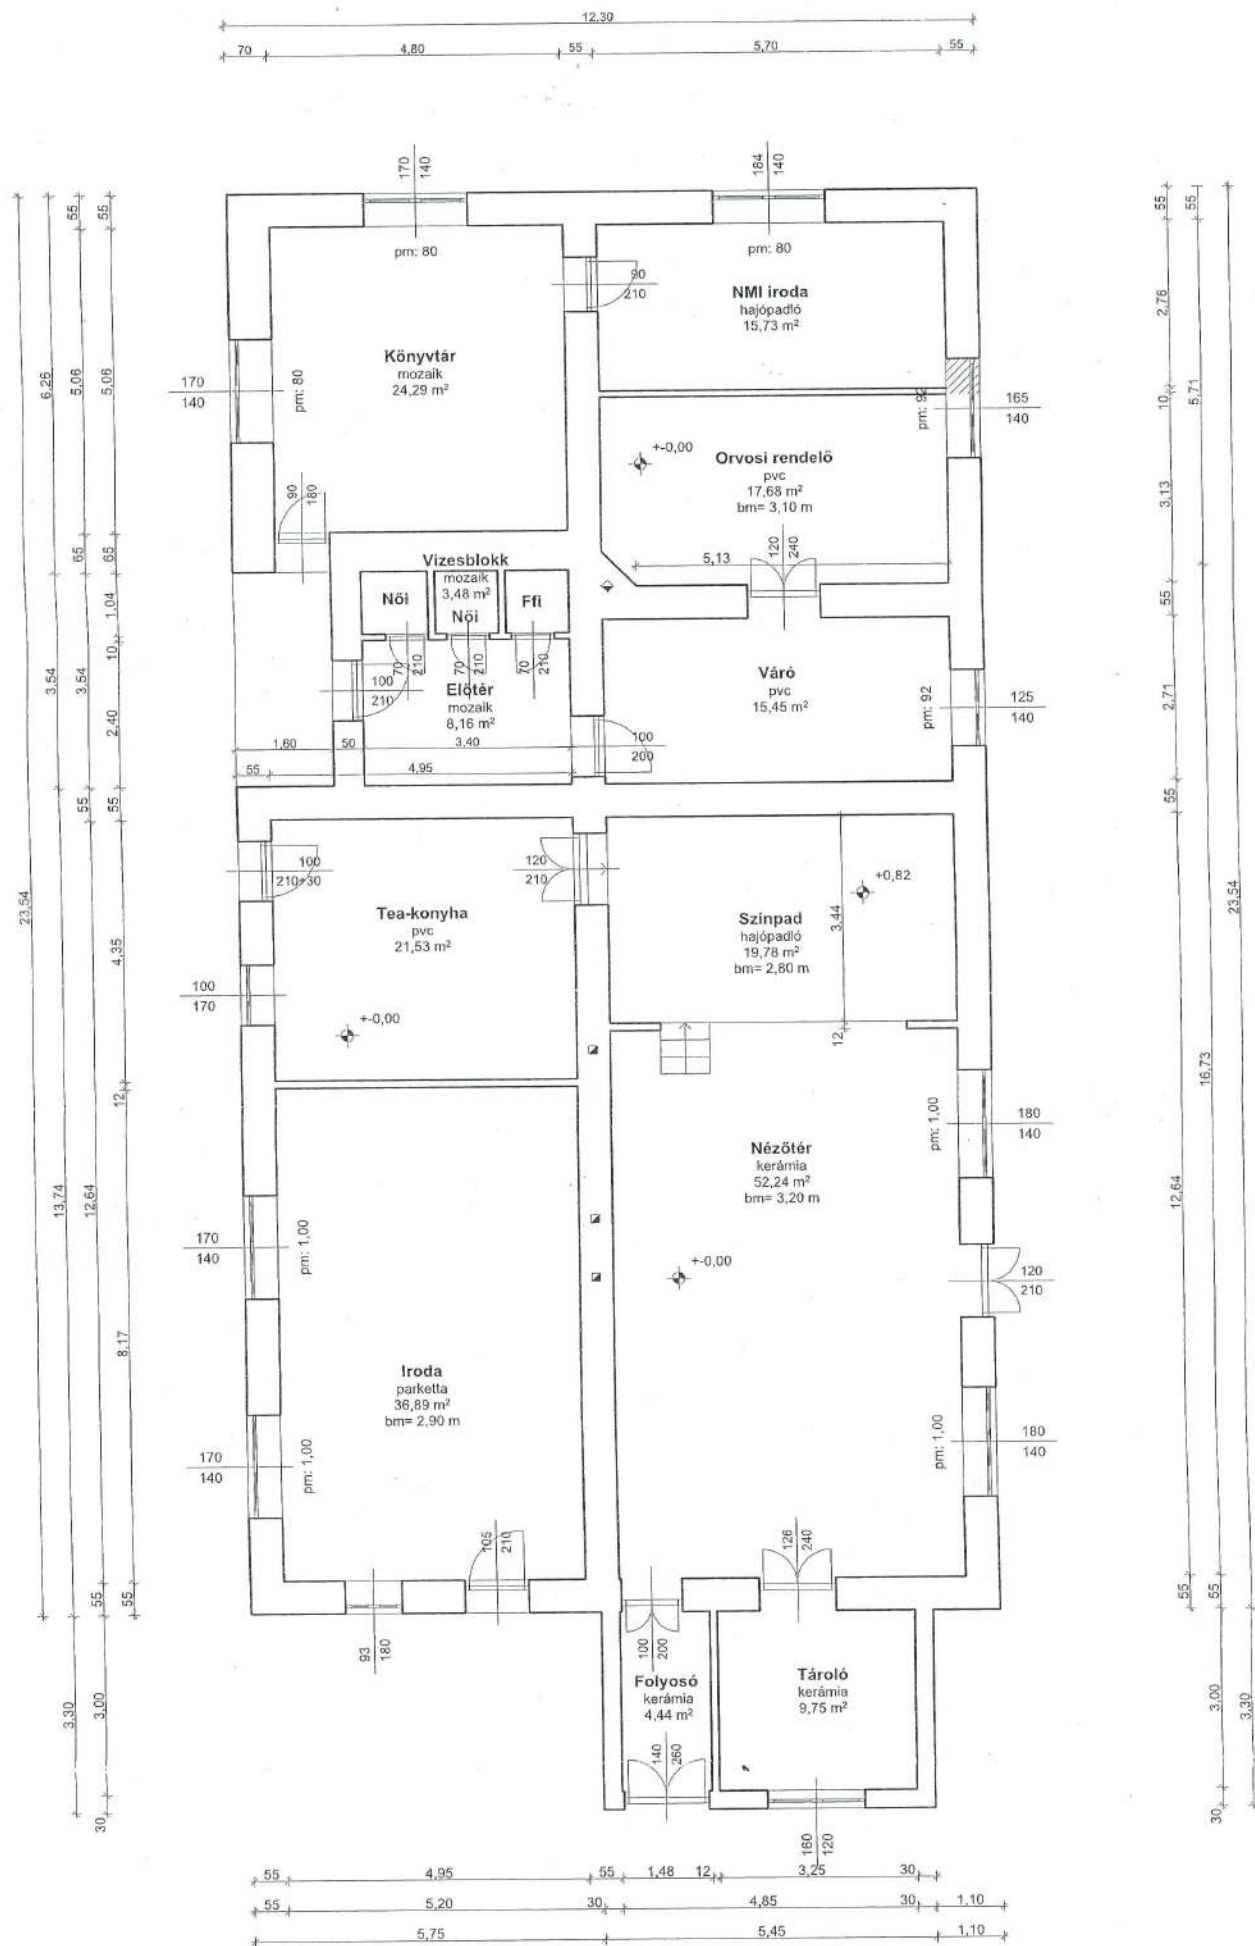 12,30
70
4,80
55
5,70
55
170
140
184
140
pm: 80
pm: 80
90
210
NMI iroda
hajópadló
15,73 m²
Könyvtár
mozaik
24,29 m²
170
140
pm: 80
165
140
pm: 92
+-0,00
Orvosi rendelő
pvc
17,68 m²
bm= 3,10 m
90
180
5,13
120
240
Vizesblokk
mozaik
3,48 m²
Női
Női
Ffi
70
210
70
210
70
210
100
210
Előtér
mozaik
8,16 m²
Váró
pvc
15,45 m²
pm: 92
125
140
1,60
50
3,40
100
200
55
4,95
100
210+30
120
210
+0,82
3,44
Tea-konyha
pvc
21,53 m²
Színpad
hajópadló
19,78 m²
bm= 2,80 m
100
170
+-0,00
12
pm: 1,00
180
140
Nézőtér
kerámia
52,24 m²
bm= 3,20 m
170
140
pm: 1,00
+-0,00
120
210
Iroda
parketta
36,89 m²
bm= 2,90 m
170
140
pm: 1,00
pm: 1,00
180
140
105
210
126
240
93
180
100
200
Folyosó
kerámia
4,44 m²
Tároló
kerámia
9,75 m²
140
260
160
120
23,54
6,26
3,54
13,74
3,30
55
5,06
65
3,54
55
12,64
55
3,00
30
55
5,06
65
1,04
10
2,40
55
4,35
12
8,17
55
55
2,76
10
3,13
55
2,71
55
12,64
55
55
5,71
16,73
55
3,00
30
23,54
3,30
55
4,95
55
1,48
12
3,25
30
55
5,20
30
4,85
30
1,10
5,75
5,45
1,10